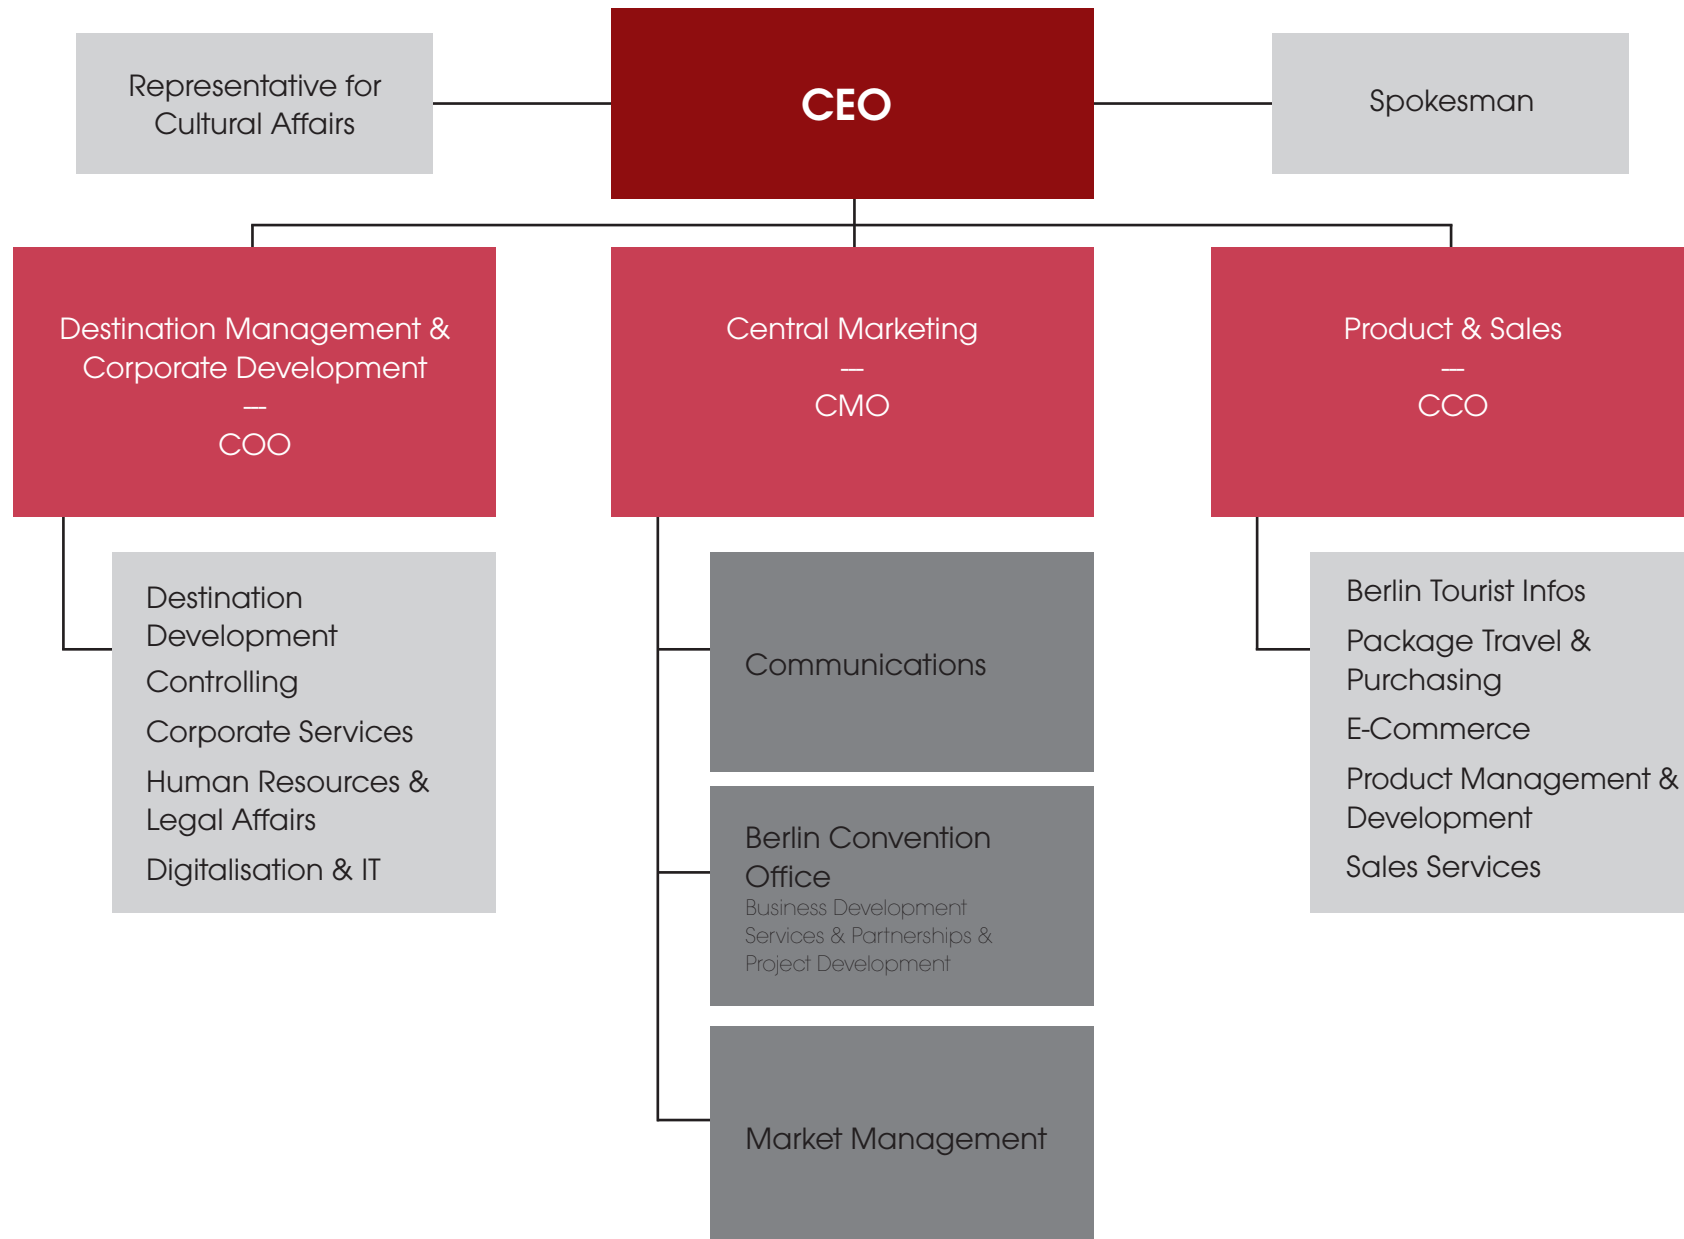 Representative for
Cultural Affairs
CEO
Spokesman
Destination Management &
Corporate Development
—
COO
Central Marketing
—
CMO
Product & Sales
—
CCO
Destination
Development
Controlling
Corporate Services
Human Resources &
Legal Affairs
Digitalisation & IT
Communications
Berlin Convention
Office
Business Development
Services & Partnerships &
Project Development
Market Management
Berlin Tourist Infos
Package Travel &
Purchasing
E-Commerce
Product Management &
Development
Sales Services